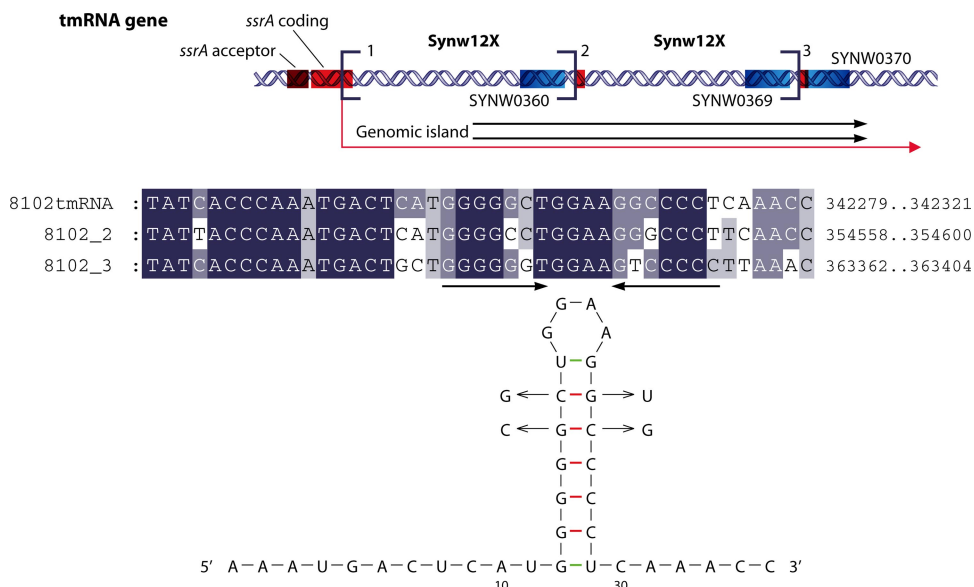 tmRNA gene
ssrA coding
ssrA acceptor
1
Synw12X
2
Synw12X
3
SYNW0370
SYNW0360
SYNW0369
Genomic island
8102tmRNA : TATCACCCAAATGACTCATGGGGGCTGGAAGGCCCCTCAAACC 342279..342321
8102_2 : TATTACCCAAATGACTCATGGGGCCTGGAAGGGCCCTTCAACC 354558..354600
8102_3 : TATCACCCAAATGACTGCTGGGGGGTGGAAGTCCCCCTTAAAC 363362..363404
G A
G A
U G
G C G U
C G C G
G C
G C
G C
5' A A A U G A C U C A U G U C A A A C C 3'
10 30